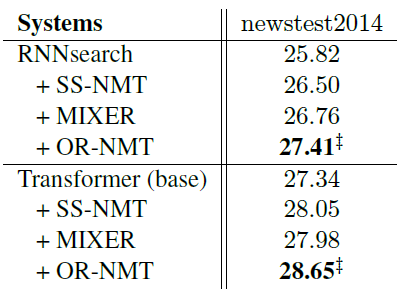 Systems newstest2014
RNNsearch 25.82
+ SS-NMT 26.50
+ MIXER 26.76
+ OR-NMT 27.41‡
Transformer (base) 27.34
+ SS-NMT 28.05
+ MIXER 27.98
+ OR-NMT 28.65‡